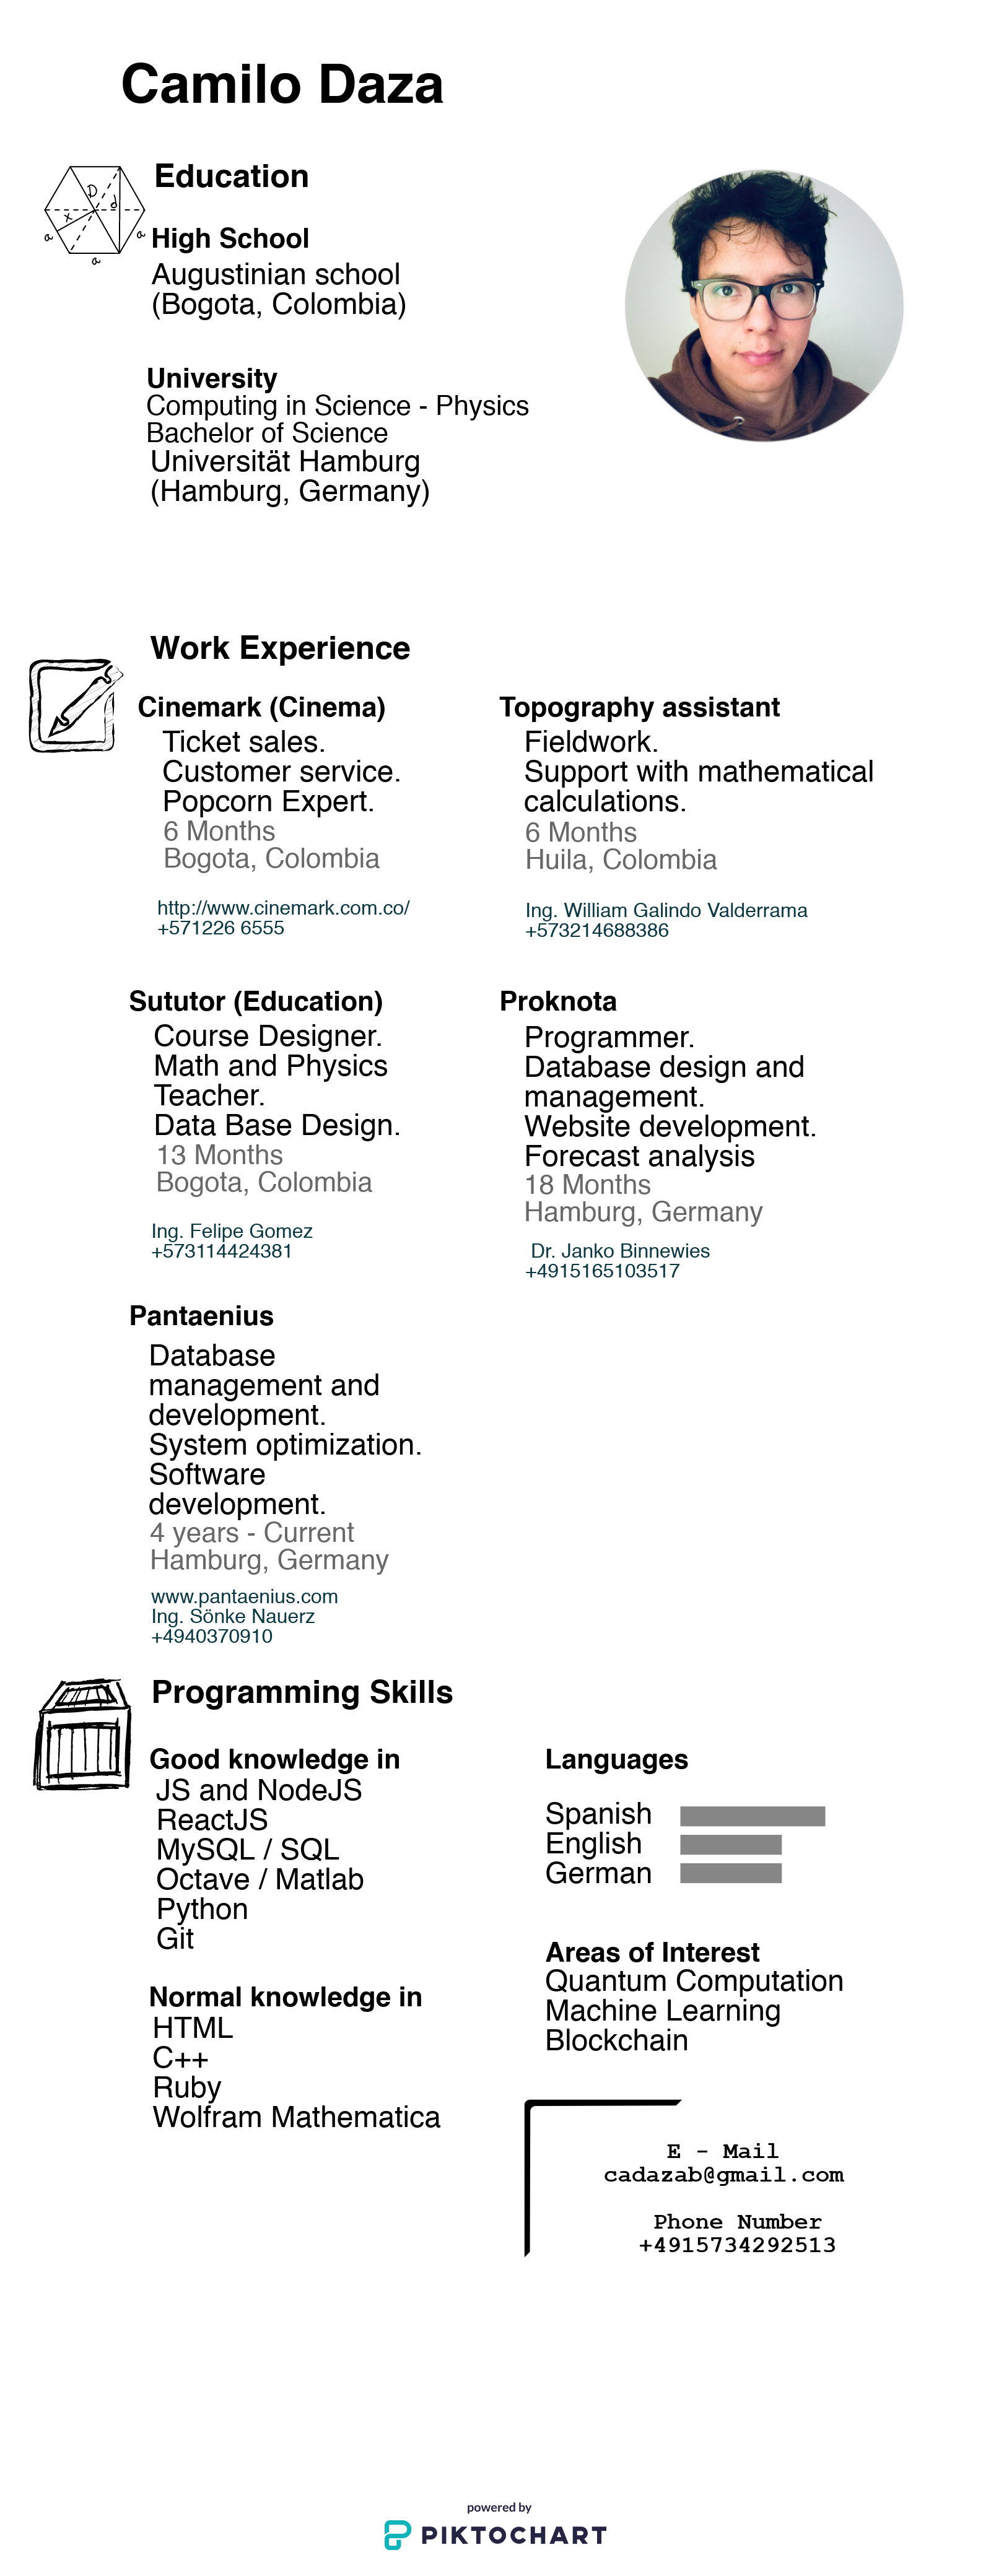 Camilo Daza
Education
High School
Augustinian school
(Bogota, Colombia)
University
Computing in Science - Physics
Bachelor of Science
Universität Hamburg
(Hamburg, Germany)
D
d
x
a
a
a
Work Experience
Cinemark (Cinema)
Ticket sales.
Customer service.
Popcorn Expert.
6 Months
Bogota, Colombia
http://www.cinemark.com.co/
+571226 6555
Topography assistant
Fieldwork.
Support with mathematical
calculations.
6 Months
Huila, Colombia
Ing. William Galindo Valderrama
+573214688386
Sututor (Education)
Course Designer.
Math and Physics
Teacher.
Data Base Design.
13 Months
Bogota, Colombia
Ing. Felipe Gomez
+573114424381
Proknota
Programmer.
Database design and
management.
Website development.
Forecast analysis
18 Months
Hamburg, Germany
Dr. Janko Binnewies
+4915165103517
Pantaenius
Database
management and
development.
System optimization.
Software
development.
4 years - Current
Hamburg, Germany
www.pantaenius.com
Ing. Sönke Nauerz
+4940370910
Programming Skills
Good knowledge in
JS and NodeJS
ReactJS
MySQL / SQL
Octave / Matlab
Python
Git
Normal knowledge in
HTML
C++
Ruby
Wolfram Mathematica
Languages
Spanish
English
German
Areas of Interest
Quantum Computation
Machine Learning
Blockchain
E - Mail
cadazab@gmail.com
Phone Number
+4915734292513
powered by
PIKTOCHART